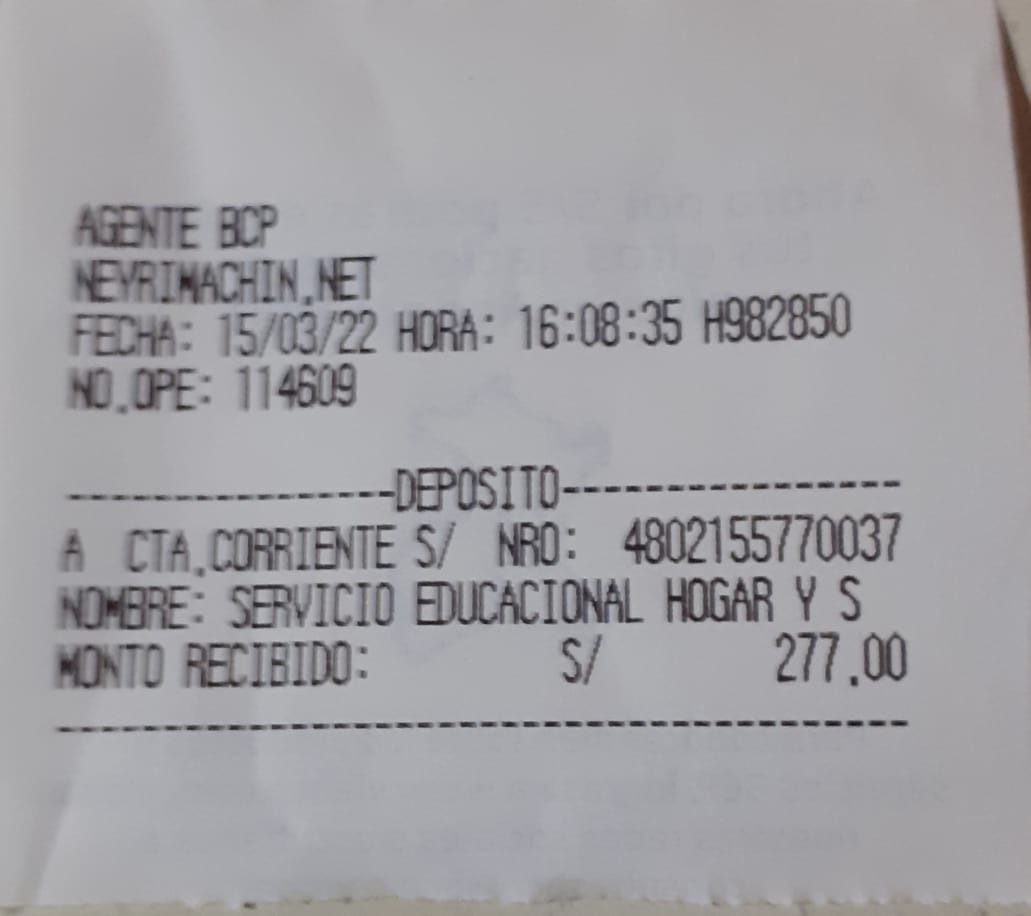 AGENTE BCP
NEYRIMACHIN.NET
FECHA: 15/03/22 HORA: 16:08:35 H982850
NO.OPE: 114609
----------------DEPOSITO----------------
A CTA.CORRIENTE S/ NRO: 4802155770037
NOMBRE: SERVICIO EDUCACIONAL HOGAR Y S
MONTO RECIBIDO: S/ 277.00